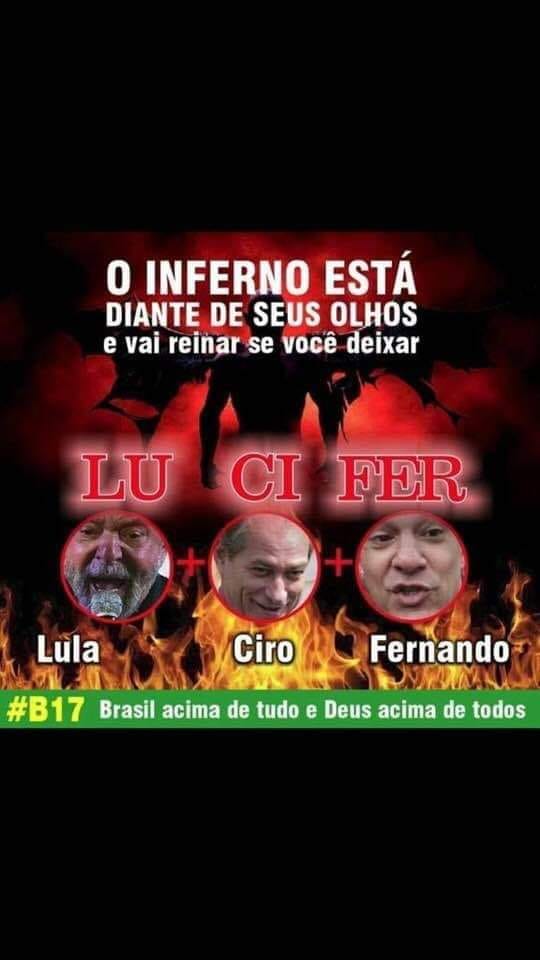 O INFERNO ESTÁ
DIANTE DE SEUS OLHOS
e vai reinar se você deixar
LU CI FER
+ +
Lula Ciro Fernando
#B17 Brasil acima de tudo e Deus acima de todos